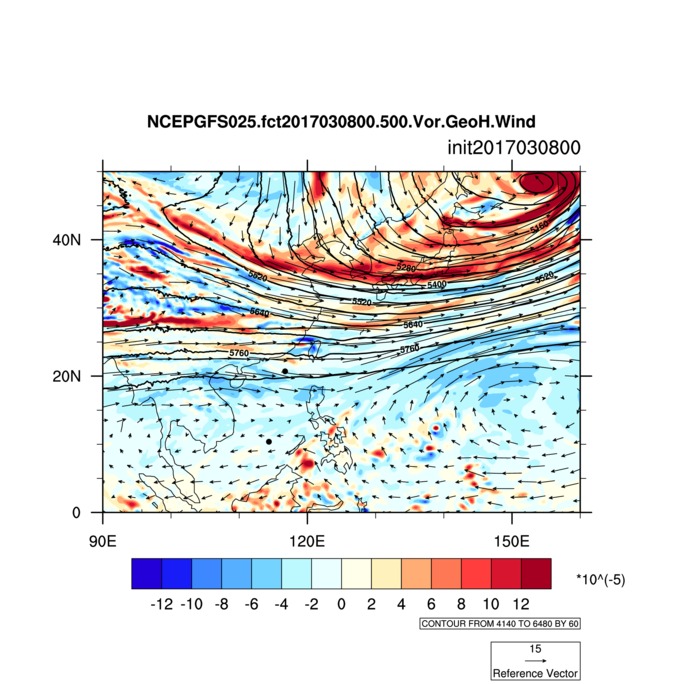 NCEPGFS025.fct2017030800.500.Vor.GeoH.Wind
init2017030800
40N
20N
0
5160
5280
5400
5520
5520
5520
5640
5640
5760
5760
90E 120E 150E
-12 -10 -8 -6 -4 -2 0 2 4 6 8 10 12
*10^(-5)
CONTOUR FROM 4140 TO 6480 BY 60
15
Reference Vector